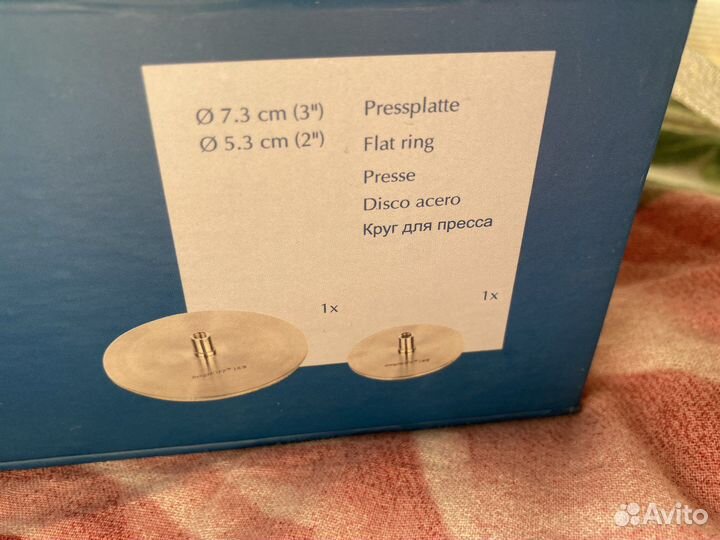 Ø 7.3 cm (3")
Ø 5.3 cm (2")
Pressplatte
Flat ring
Presse
Disco acero
Круг для пресса
1x
1x
Avito